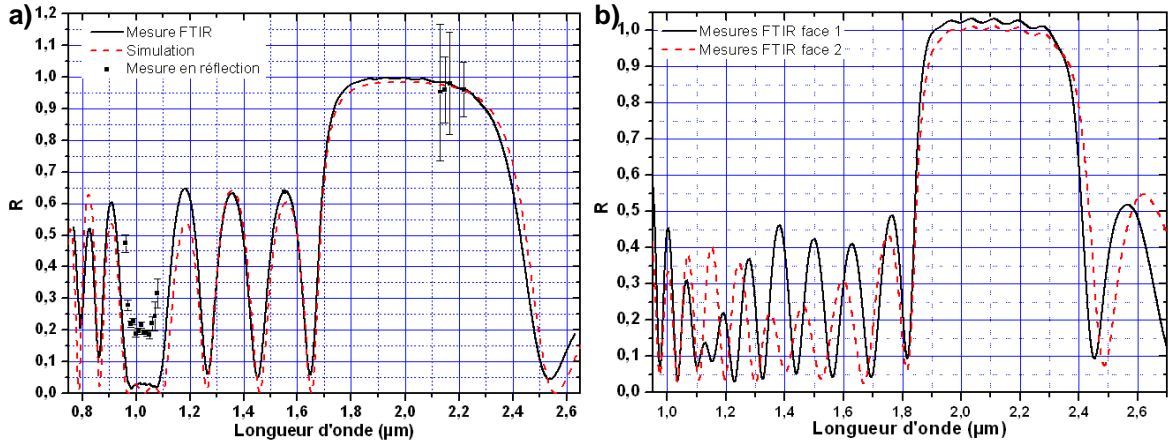 a)
Mesure FTIR
Simulation
Mesure en réflection
R
1,2
1,1
1,0
0,9
0,8
0,7
0,6
0,5
0,4
0,3
0,2
0,1
0,0
0,8 1,0 1,2 1,4 1,6 1,8 2,0 2,2 2,4 2,6
Longueur d'onde (µm)
b)
Mesures FTIR face 1
Mesures FTIR face 2
R
1,0
0,9
0,8
0,7
0,6
0,5
0,4
0,3
0,2
0,1
0,0
1,0 1,2 1,4 1,6 1,8 2,0 2,2 2,4 2,6
Longueur d'onde (µm)